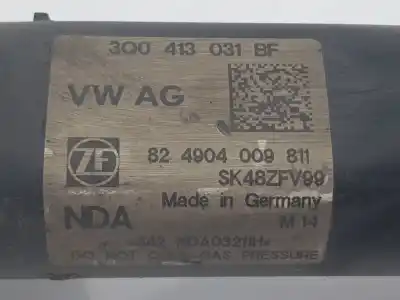 3Q0 413 031 BF
VW AG
ZF
82 4904 009 811
SK48ZFV99
Made in Germany
NDA
M 14
DO NOT OPEN-GAS PRESSURE